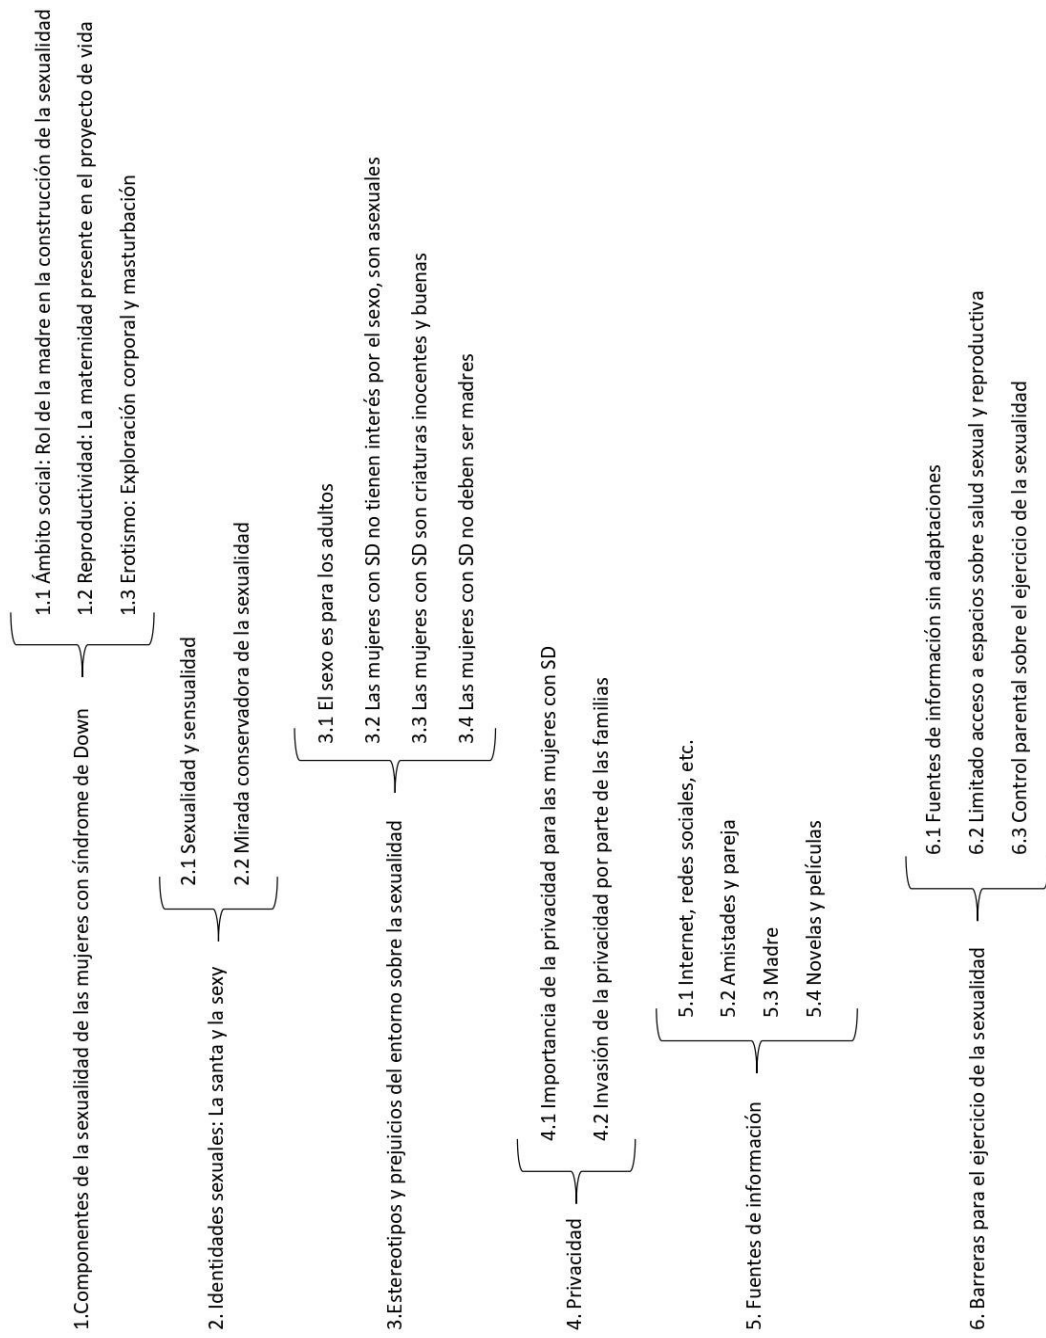 1.Componentes de la sexualidad de las mujeres con síndrome de Down
1.1 Ámbito social: Rol de la madre en la construcción de la sexualidad
1.2 Reproductividad: La maternidad presente en el proyecto de vida
1.3 Erotismo: Exploración corporal y masturbación
2. Identidades sexuales: La santa y la sexy
2.1 Sexualidad y sensualidad
2.2 Mirada conservadora de la sexualidad
3.Estereotipos y prejuicios del entorno sobre la sexualidad
3.1 El sexo es para los adultos
3.2 Las mujeres con SD no tienen interés por el sexo, son asexuales
3.3 Las mujeres con SD son criaturas inocentes y buenas
3.4 Las mujeres con SD no deben ser madres
4. Privacidad
4.1 Importancia de la privacidad para las mujeres con SD
4.2 Invasión de la privacidad por parte de las familias
5. Fuentes de información
5.1 Internet, redes sociales, etc.
5.2 Amistades y pareja
5.3 Madre
5.4 Novelas y películas
6. Barreras para el ejercicio de la sexualidad
6.1 Fuentes de información sin adaptaciones
6.2 Limitado acceso a espacios sobre salud sexual y reproductiva
6.3 Control parental sobre el ejercicio de la sexualidad